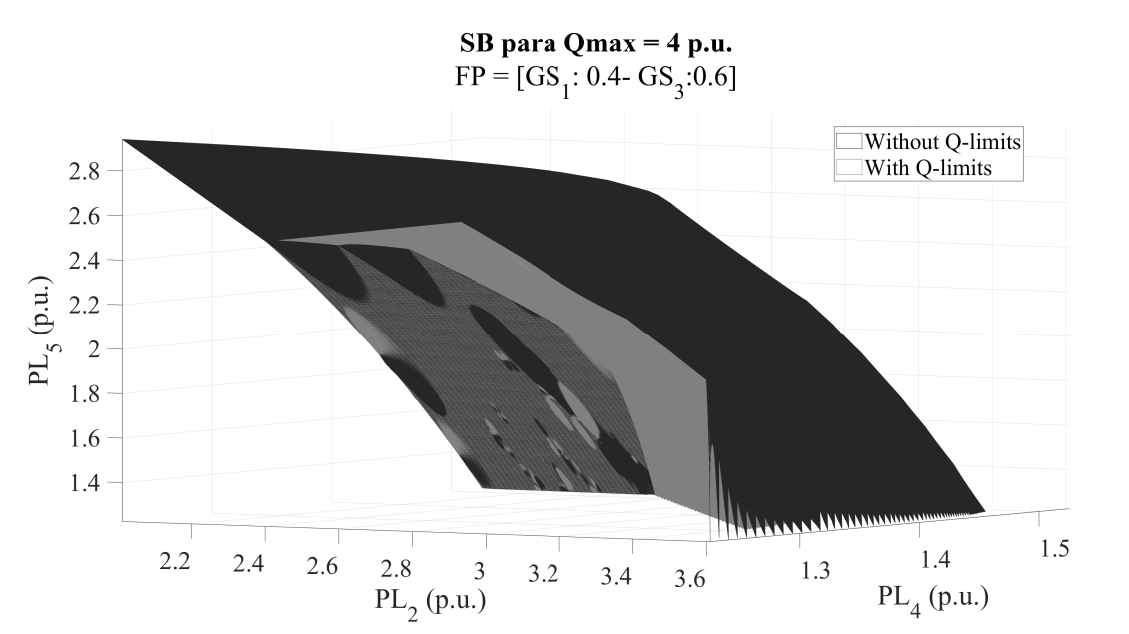 SB para Qmax = 4 p.u.
FP = [GS1: 0.4- GS3:0.6]
Without Q-limits
With Q-limits
PL5 (p.u.)
2.8
2.6
2.4
2.2
2
1.8
1.6
1.4
2.2 2.4 2.6 2.8 3 3.2 3.4 3.6
PL2 (p.u.)
1.3 1.4 1.5
PL4 (p.u.)